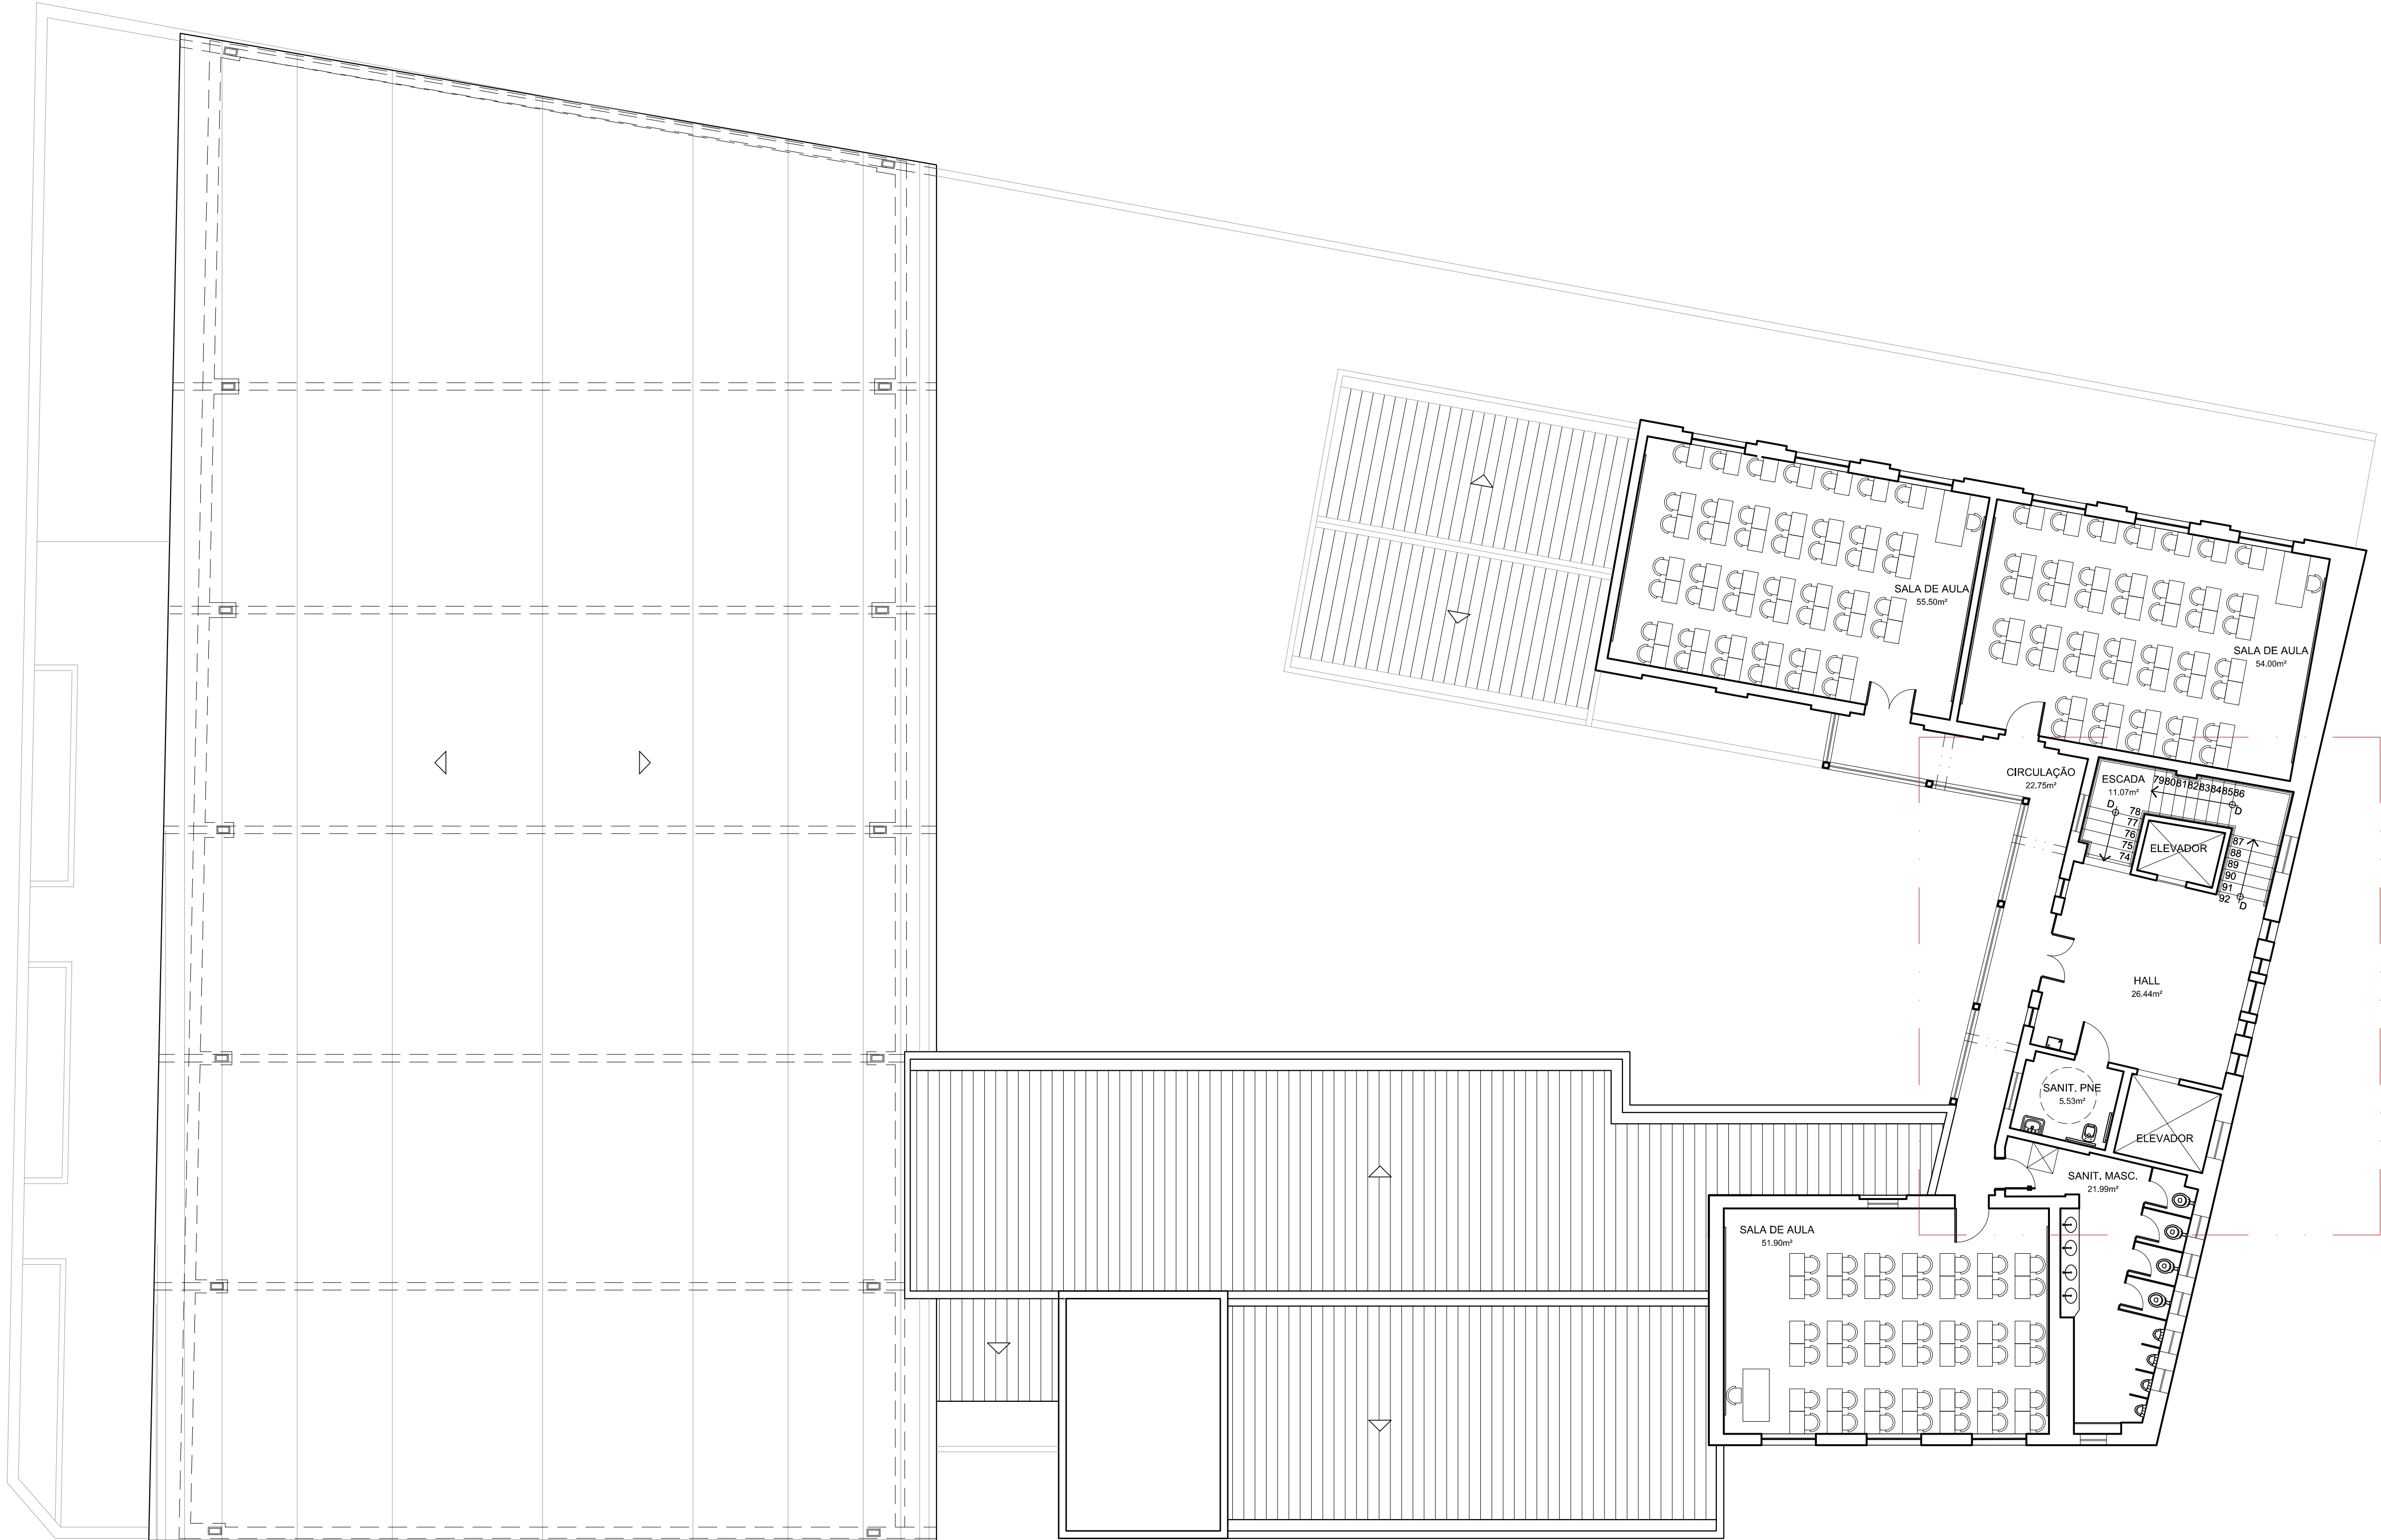 SALA DE AULA
55.50m²
SALA DE AULA
54.00m²
CIRCULAÇÃO
22.75m²
ESCADA
11.07m²
79 80 81 82 83 84 85 86
D
D
78
77
76
75
74
ELEVADOR
87
88
89
90
91
92
D
HALL
26.44m²
SANIT. PNE
5.53m²
ELEVADOR
SANIT. MASC.
21.99m²
SALA DE AULA
51.90m²